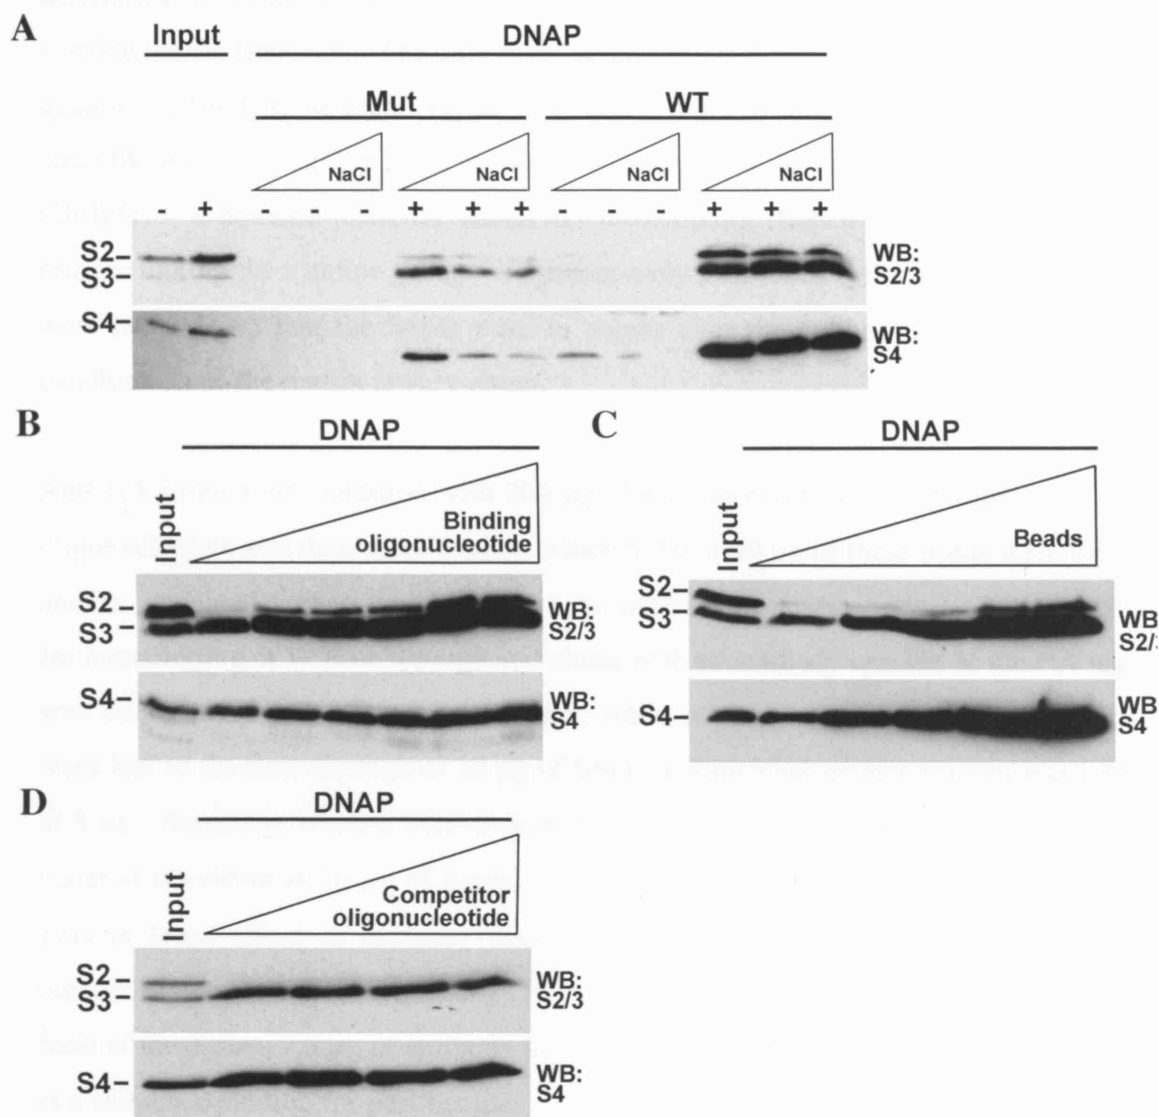 A
Input
DNAP
Mut
WT
NaCl
NaCl
NaCl
NaCl
- + - - - + + + - - - + + +
S2
S3
WB:
S2/3
S4
WB:
S4
B
DNAP
Input
Binding
oligonucleotide
S2
S3
WB:
S2/3
S4
WB:
S4
C
DNAP
Input
Beads
S2
S3
WB
S2/
S4
WB
S4
D
DNAP
Input
Competitor
oligonucleotide
S2
S3
WB:
S2/3
S4
WB:
S4